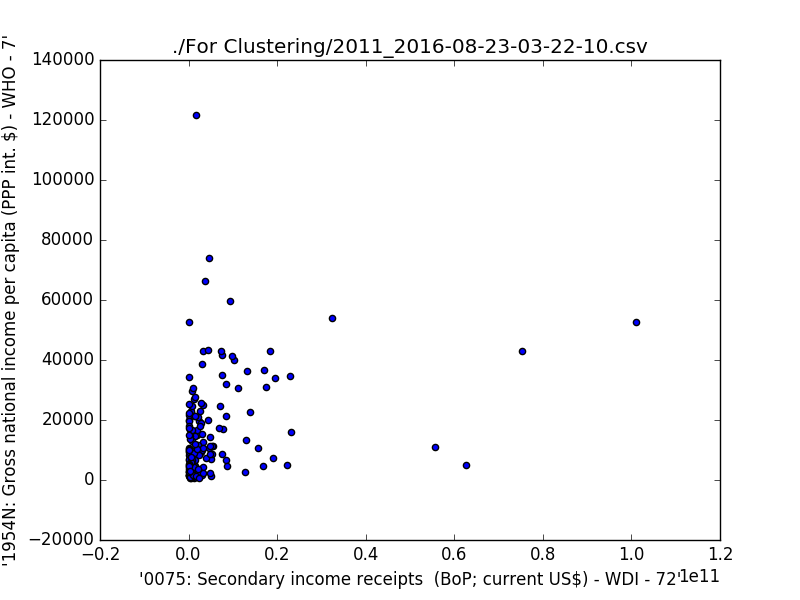 ./For Clustering/2011_2016-08-23-03-22-10.csv
'1954N: Gross national income per capita (PPP int. $) - WHO - 7'
140000
120000
100000
80000
60000
40000
20000
0
−20000
−0.2 0.0 0.2 0.4 0.6 0.8 1.0 1.2
1e11
'0075: Secondary income receipts  (BoP; current US$) - WDI - 72'